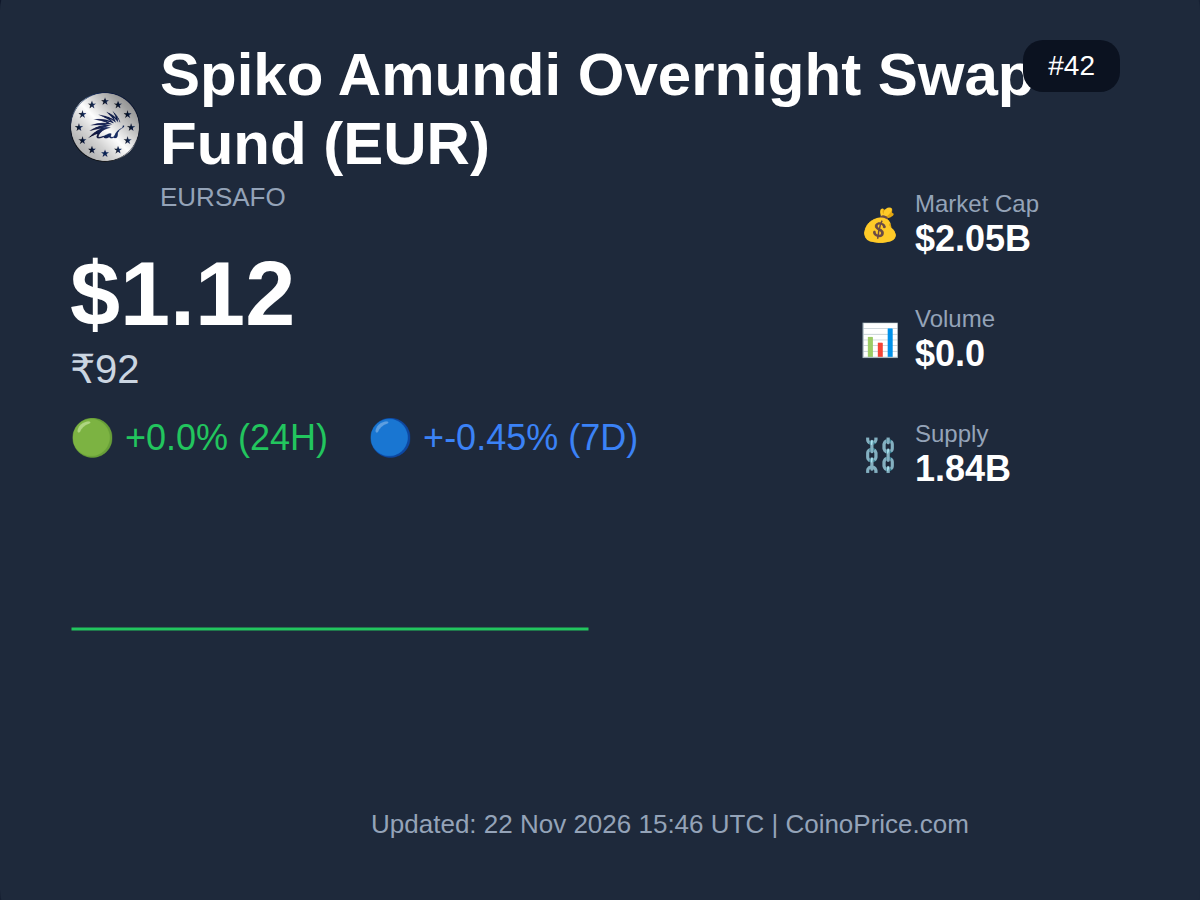 Spiko Amundi Overnight Swap
Fund (EUR)
#42
EURSAFO
$1.12
₹92
+0.0% (24H)
+-0.45% (7D)
Market Cap
$2.05B
Volume
$0.0
Supply
1.84B
Updated: 22 Nov 2026 15:46 UTC | CoinoPrice.com